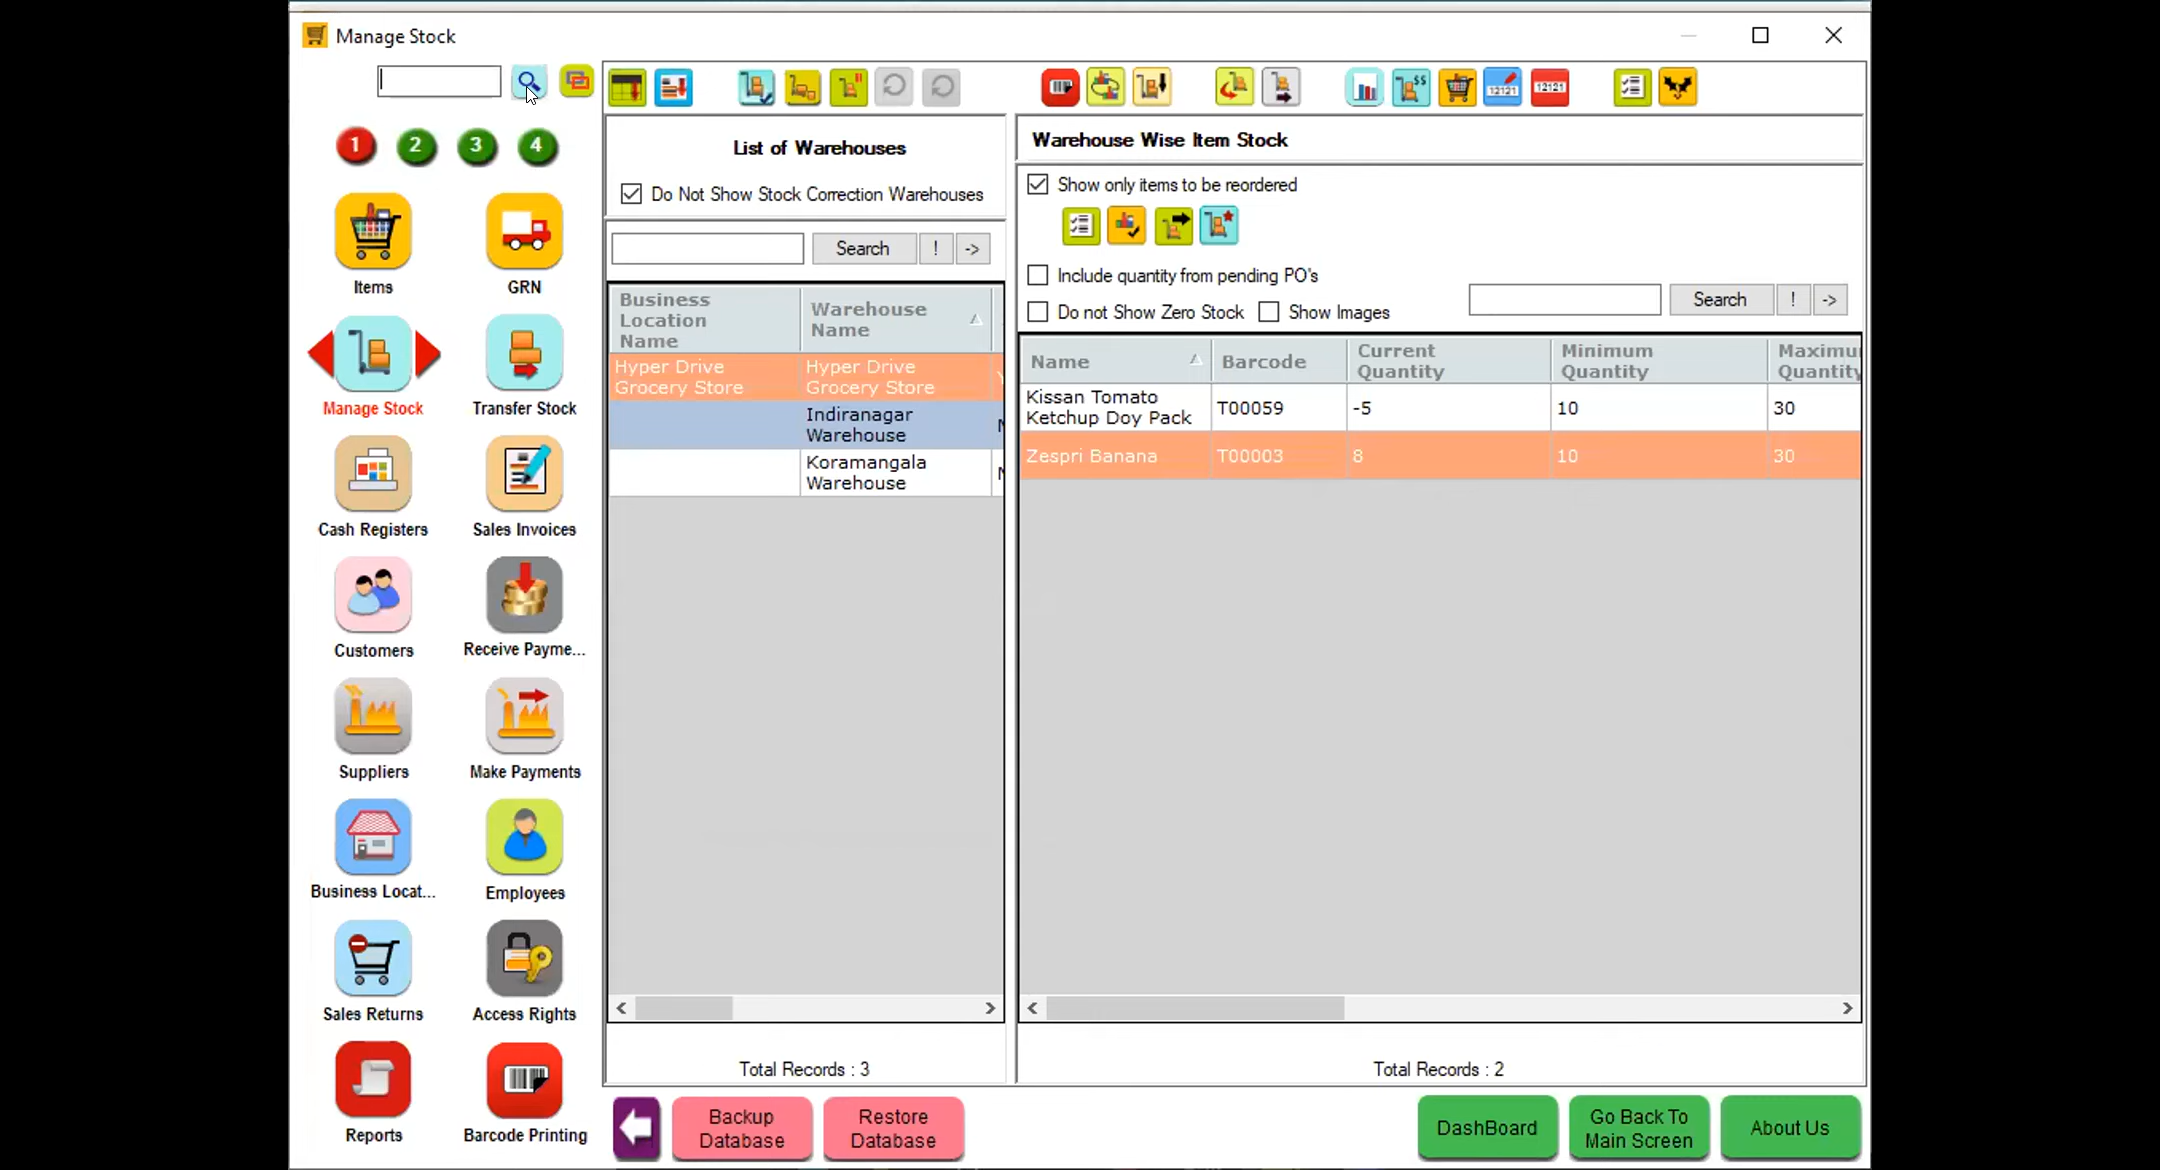 Manage Stock
1 2 3 4
Items
GRN
Manage Stock
Transfer Stock
Cash Registers
Sales Invoices
Customers
Receive Payme...
Suppliers
Make Payments
Business Locat...
Employees
Sales Returns
Access Rights
Reports
Barcode Printing
12121
12121
List of Warehouses
Do Not Show Stock Correction Warehouses
Search ! ->
Business
Location
Name
Warehouse
Name
Hyper Drive
Grocery Store
Hyper Drive
Grocery Store
Indiranagar
Warehouse
Koramangala
Warehouse
Total Records : 3
Warehouse Wise Item Stock
Show only items to be reordered
Include quantity from pending PO's
Do not Show Zero Stock
Show Images
Search ! ->
Name
Barcode
Current
Quantity
Minimum
Quantity
Maximu
Quantity
Kissan Tomato
Ketchup Doy Pack
T00059
-5
10
30
Zespri Banana
T00003
8
10
30
Total Records : 2
Backup
Database
Restore
Database
DashBoard
Go Back To
Main Screen
About Us